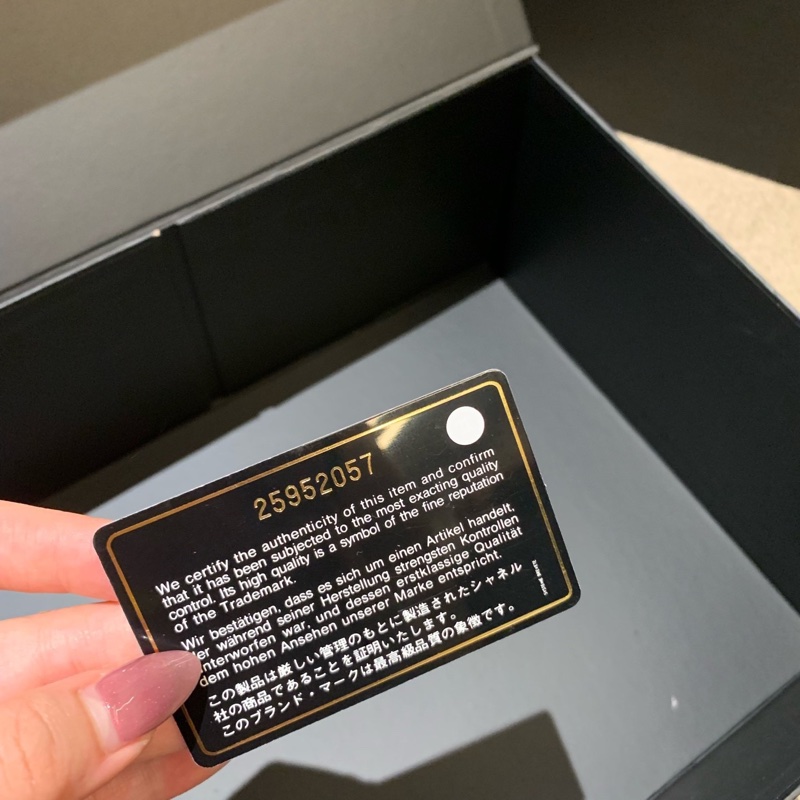 25952057
We certify the authenticity of this item and confirm
that it has been subjected to the most exacting quality
control. Its high quality is a symbol of the fine reputation
of the Trademark.
Wir bestätigen, dass es sich um einen Artikel handelt,
der während seiner Herstellung strengsten Kontrollen
unterworfen war, und dessen erstklassige Qualität
dem hohen Ansehen unserer Marke entspricht.
この製品は厳しい管理のもとに製造されたシャネル
社の商品であることを証明いたします。
このブランド・マークは最高級品質の象徴です。